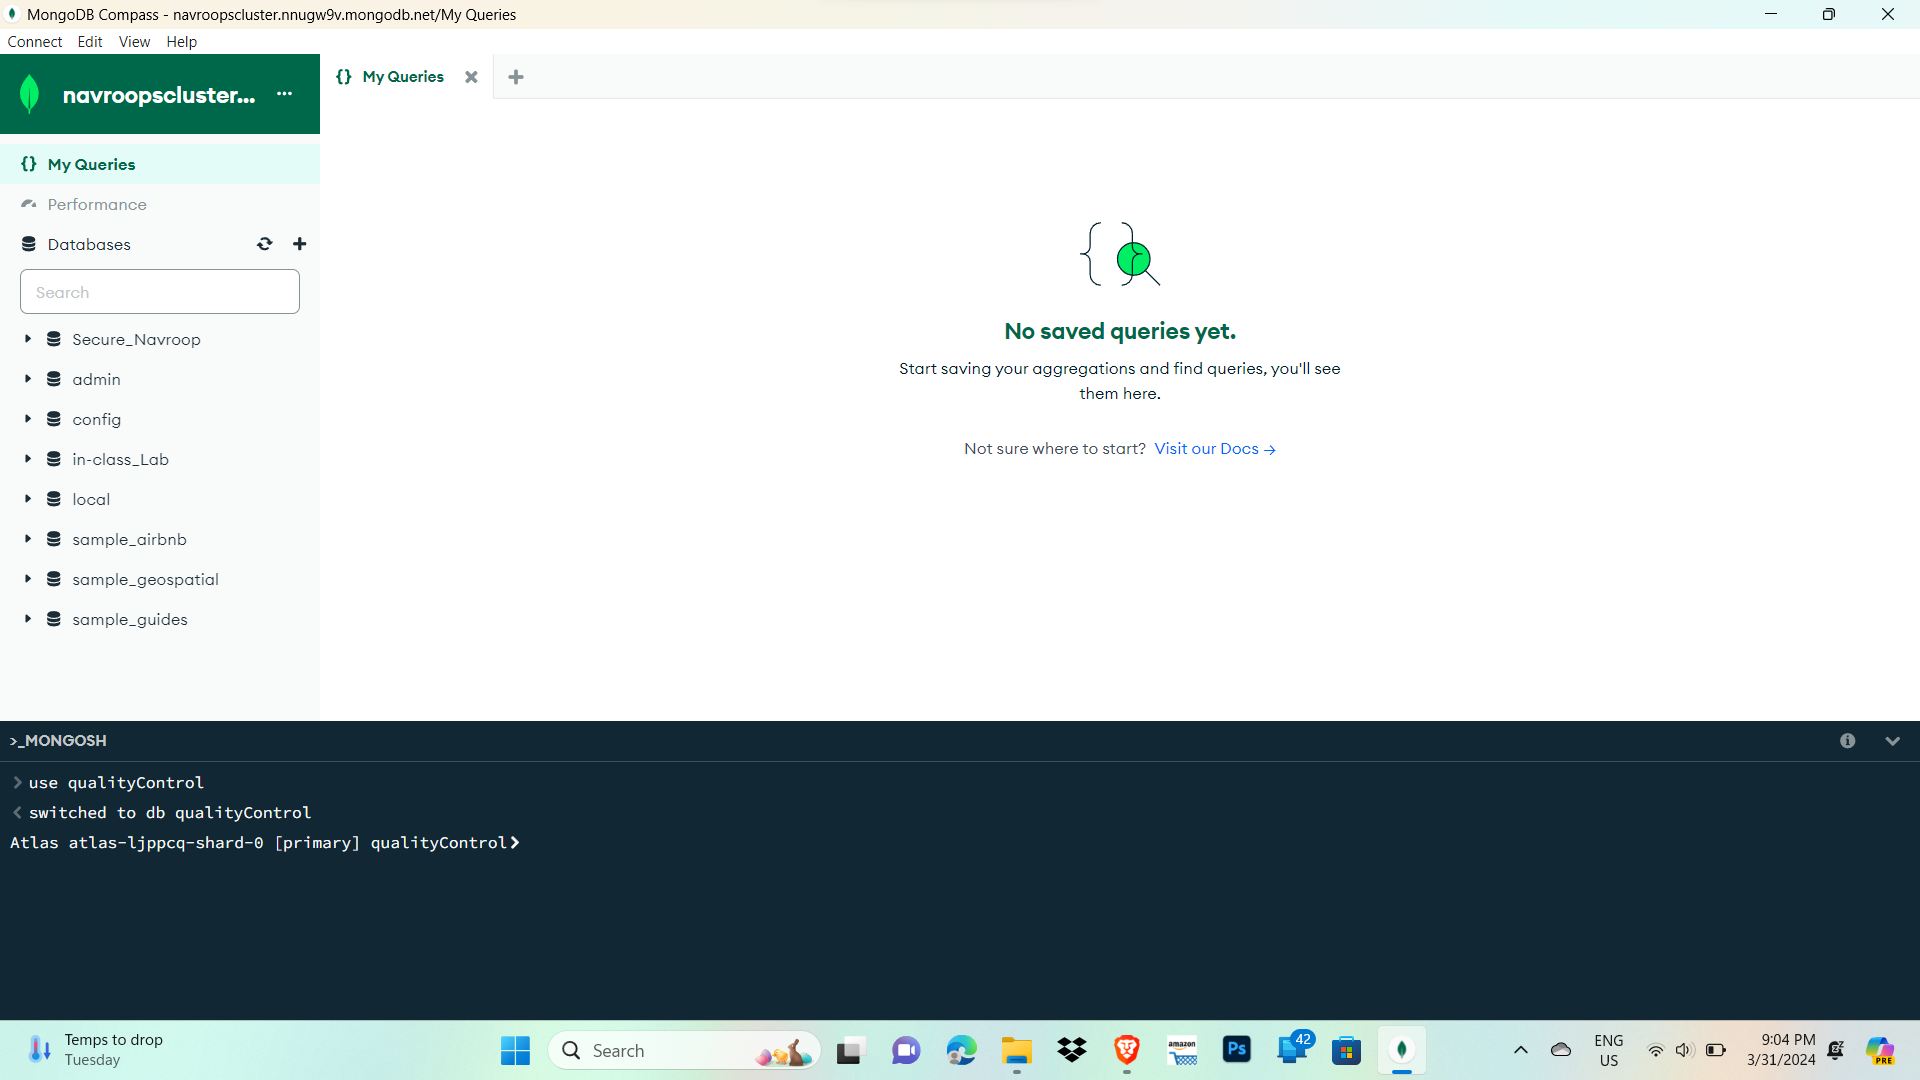 MongoDB Compass - navroopscluster.nnugw9v.mongodb.net/My Queries
Connect Edit View Help
navroopscluster...
{} My Queries
{} My Queries
Performance
Databases
Search
Secure_Navroop
admin
config
in-class_Lab
local
sample_airbnb
sample_geospatial
sample_guides
No saved queries yet.
Start saving your aggregations and find queries, you'll see
them here.
Not sure where to start? Visit our Docs →
>_MONGOSH
> use qualityControl
< switched to db qualityControl
Atlas atlas-ljppcq-shard-0 [primary] qualityControl>
Temps to drop
Tuesday
Search
amazon
Ps
42
ENG
US
9:04 PM
3/31/2024
PRE